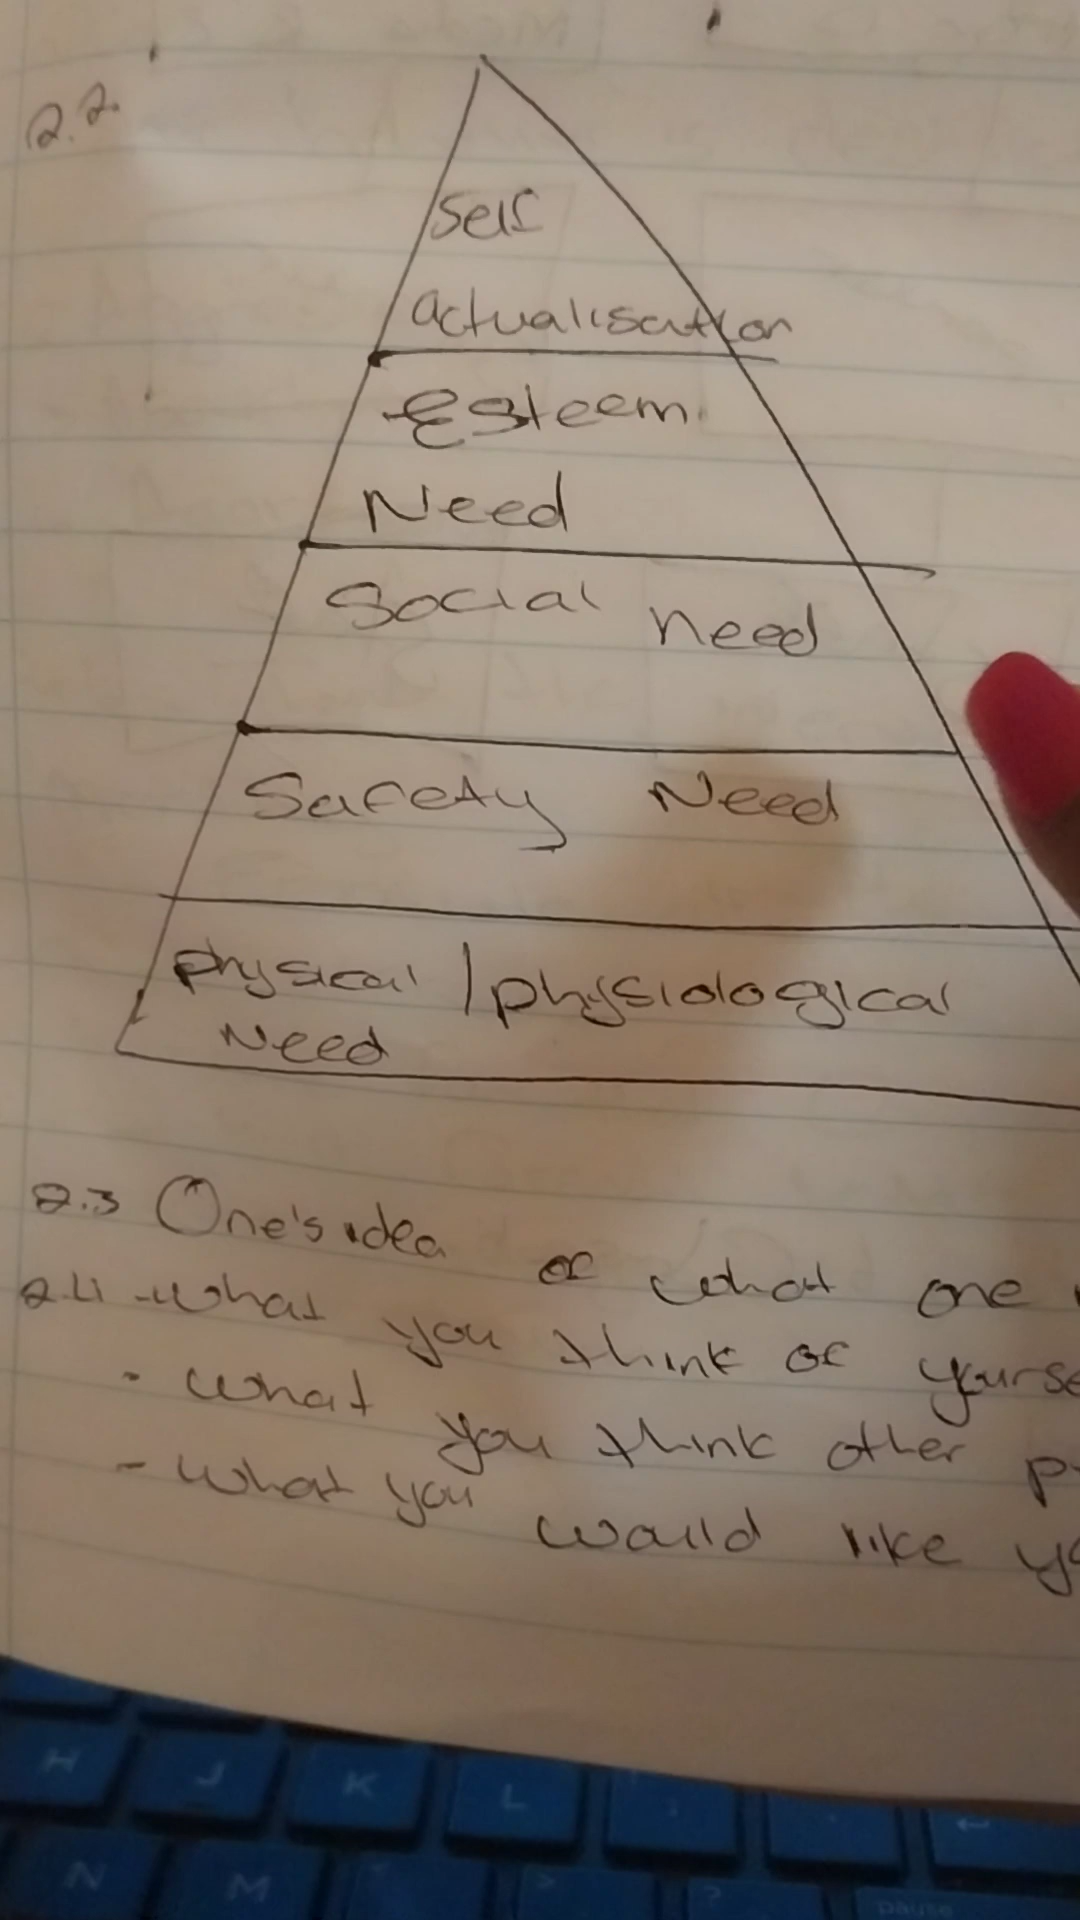 2.2.
Self
actualisation
Esteem
Need
Social need
Safety Need
physical / physiological
Need
2.3 One's idea of what one
2.4 - what you think of yourse
- what you think other p
- what you would like yo
H J K L ; '
N M < > ?
pause